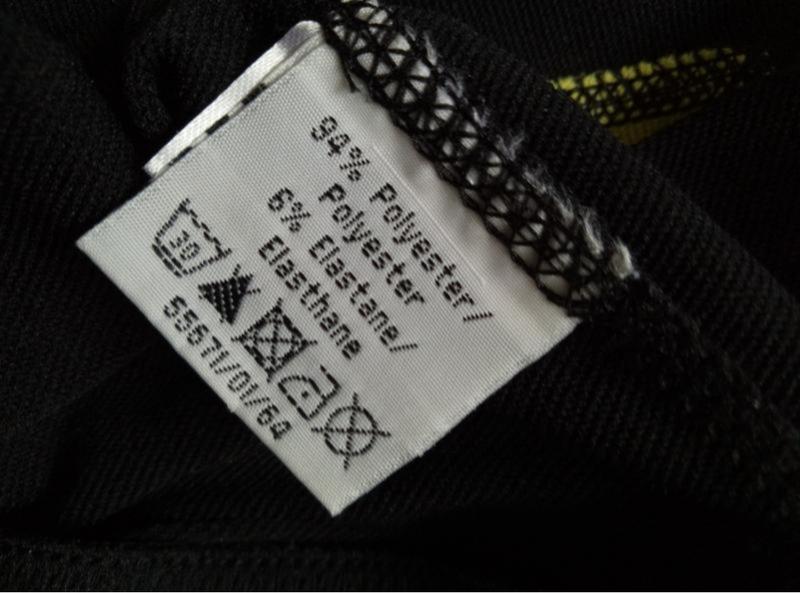 94% Polyester/
Polyester
6% Elastane/
Elasthane
30
55671/01/64